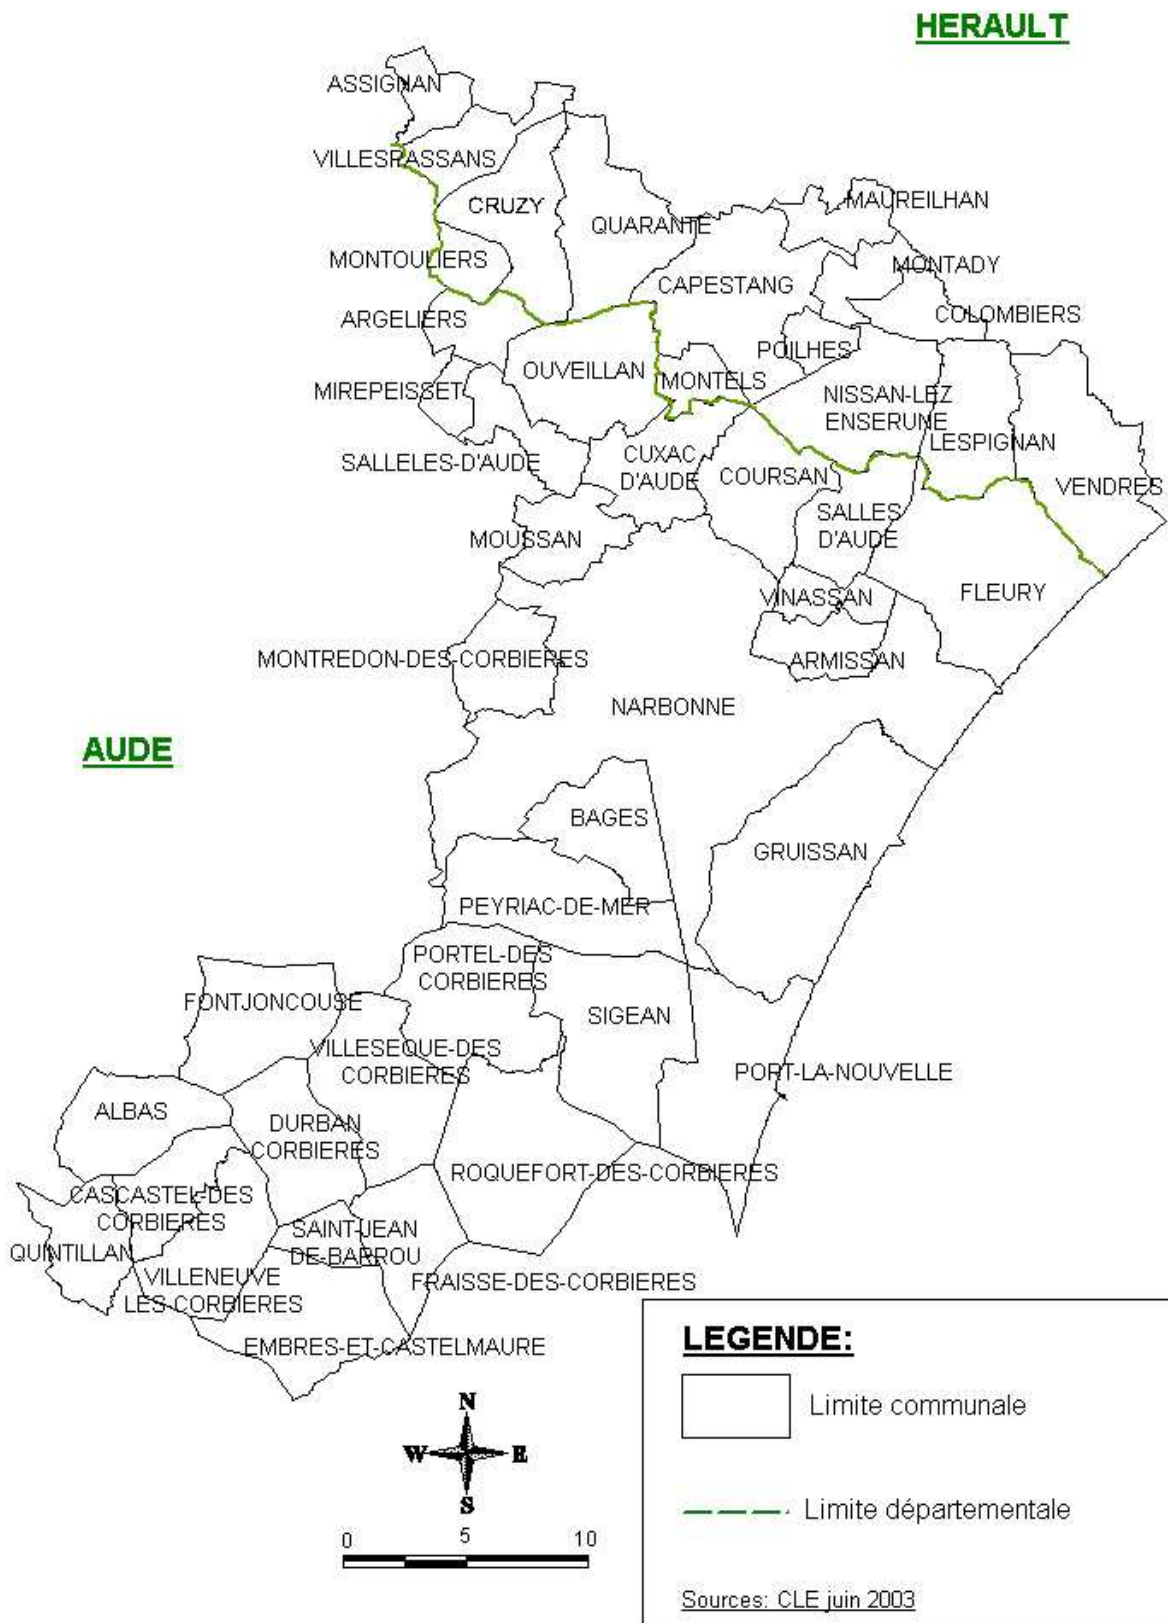 HERAULT
ASSIGNAN
VILLESPASSANS
CRUZY
QUARANTE
MAUREILHAN
MONTOULIERS
MONTADY
CAPESTANG
ARGELIERS
COLOMBIERS
POILHES
OUVEILLAN
MONTELS
MIREPEISSET
NISSAN-LEZ
ENSERUNE
LESPIGNAN
SALLELES-D'AUDE
CUXAC
D'AUDE
COURSAN
VENDRES
SALLES
D'AUDE
MOUSSAN
VINASSAN
FLEURY
MONTREDON-DES-CORBIERES
ARMISSAN
NARBONNE
AUDE
BAGES
GRUISSAN
PEYRIAC-DE-MER
PORTEL-DES
CORBIERES
FONTJONCOUSE
SIGEAN
VILLESEQUE-DES
CORBIERES
PORT-LA-NOUVELLE
ALBAS
DURBAN
CORBIERES
ROQUEFORT-DES-CORBIERES
CASCASTEL-DES
CORBIERES
SAINT-JEAN
DE-BARROU
QUINTILLAN
VILLENEUVE
LES CORBIERES
FRAISSE-DES-CORBIERES
EMBRES-ET-CASTELMAURE
LEGENDE:
Limite communale
Limite départementale
Sources: CLE juin 2003
N
W E
S
0 5 10